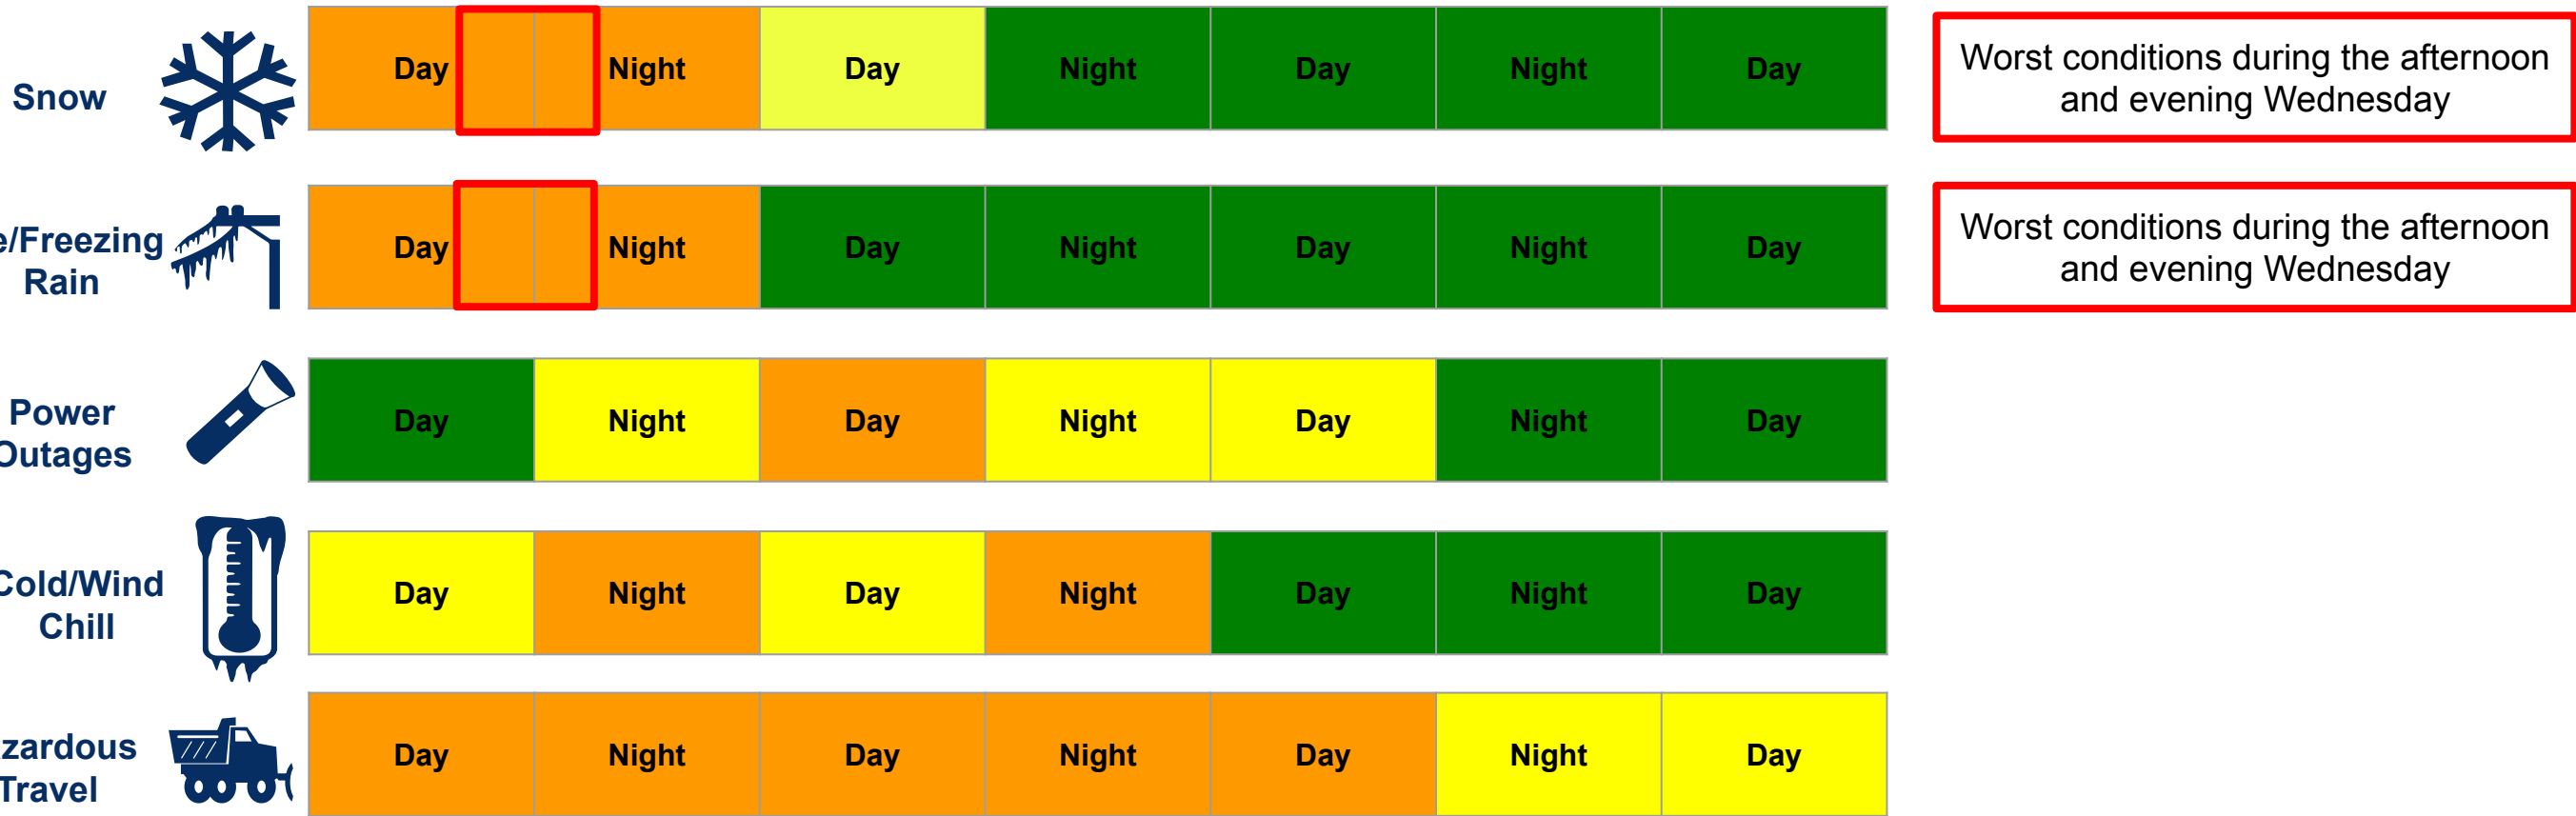 Snow
Day Night Day Night Day Night Day
Worst conditions during the afternoon
and evening Wednesday
e/Freezing
Rain
Day Night Day Night Day Night Day
Worst conditions during the afternoon
and evening Wednesday
Power
Outages
Day Night Day Night Day Night Day
Cold/Wind
Chill
Day Night Day Night Day Night Day
zardous
Travel
Day Night Day Night Day Night Day